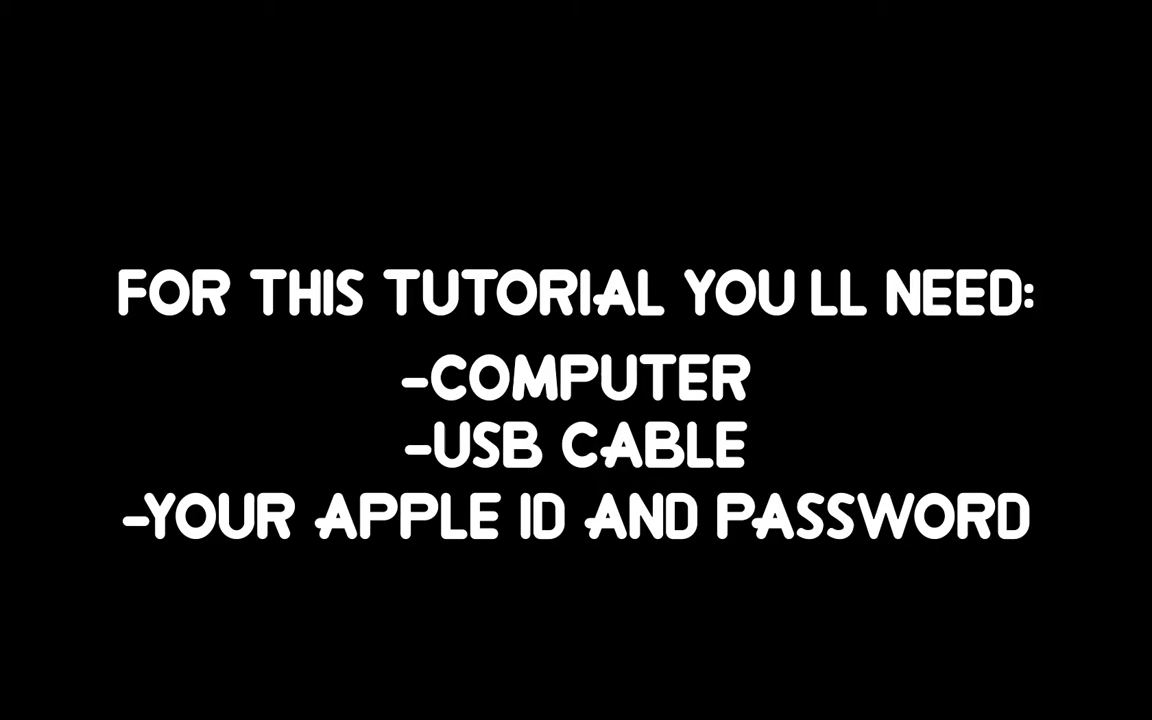 FOR THIS TUTORIAL YOU LL NEED:
-COMPUTER
-USB CABLE
-YOUR APPLE ID AND PASSWORD